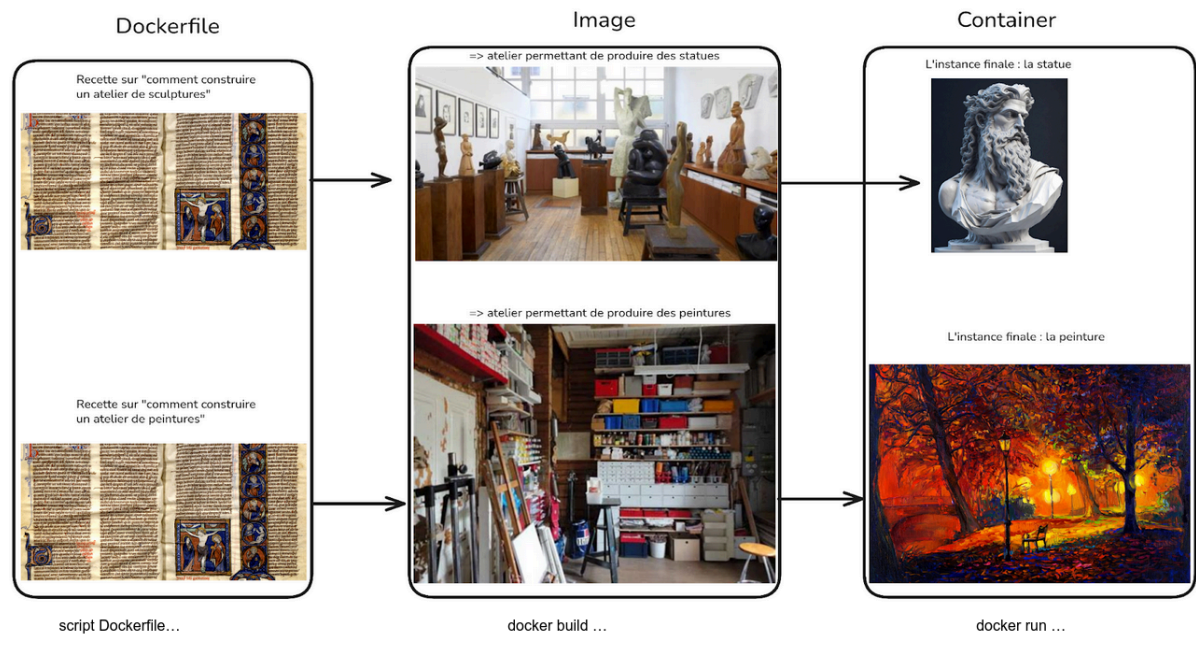 Dockerfile
Image
Container
Recette sur "comment construire
un atelier de sculptures"
=> atelier permettant de produire des statues
L'instance finale : la statue
=> atelier permettant de produire des peintures
L'instance finale : la peinture
Recette sur "comment construire
un atelier de peintures"
script Dockerfile…
docker build …
docker run …